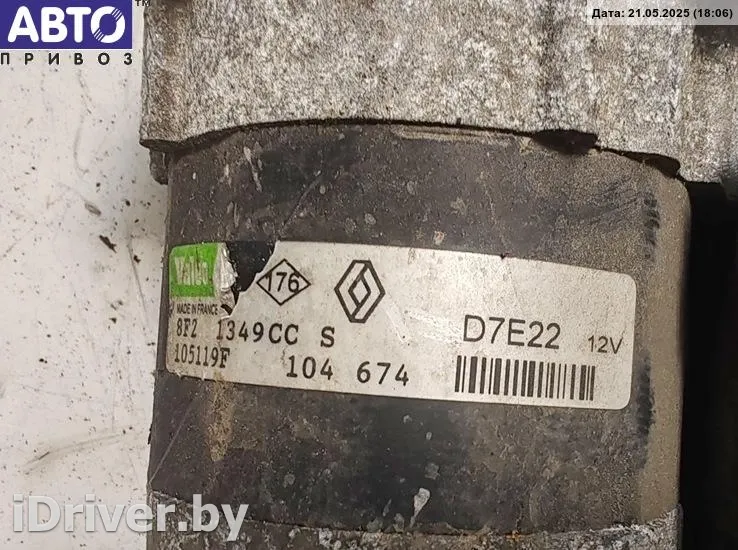 АВТО™
ПРИВОЗ
Дата: 21.05.2025 (18:06)
Valeo
176
MADE IN FRANCE
8F2 1349CC S
D7E22 12V
105119F 104 674
iDriver.by